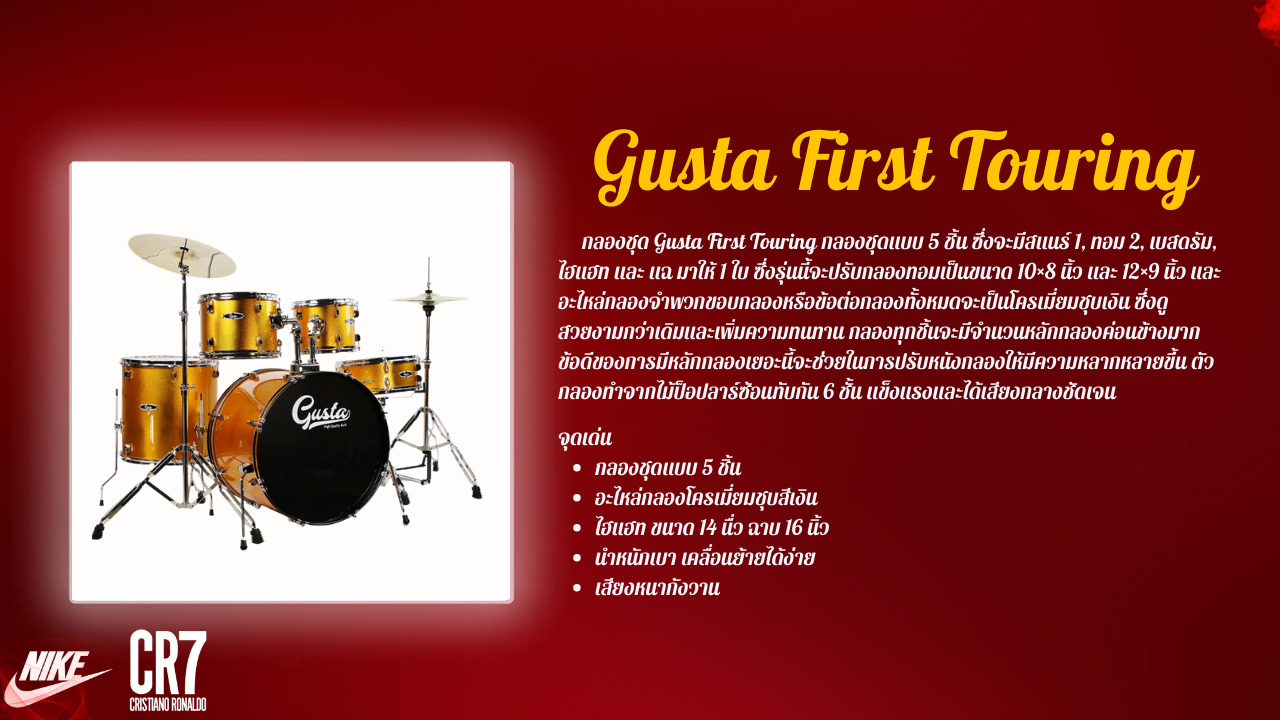 Gusta First Touring
กลองชุด Gusta First Touring กลองชุดแบบ 5 ชิ้น ซึ่งจะมีสแนร์ 1, ทอม 2, เบสดรัม,
ไฮแฮท และ แฉ มาให้ 1 ใบ ซึ่งรุ่นนี้จะปรับกลองทอมเป็นขนาด 10×8 นิ้ว และ 12×9 นิ้ว และ
อะไหล่กลองจำพวกขอบกลองหรือข้อต่อกลองทั้งหมดจะเป็นโครเมี่ยมชุบเงิน ซึ่งดู
สวยงามกว่าเดิมและเพิ่มความทนทาน กลองทุกชิ้นจะมีจำนวนหลักกลองค่อนข้างมาก
ข้อดีของการมีหลักกลองเยอะนี้จะช่วยในการปรับหนังกลองให้มีความหลากหลายขึ้น ตัว
กลองทำจากไม้ป็อปลาร์ซ้อนทับกัน 6 ชั้น แข็งแรงและได้เสียงกลางชัดเจน
จุดเด่น
• กลองชุดแบบ 5 ชิ้น
• อะไหล่กลองโครเมี่ยมชุบสีเงิน
• ไฮแฮท ขนาด 14 นิ้ว ฉาบ 16 นิ้ว
• น้ำหนักเบา เคลื่อนย้ายได้ง่าย
• เสียงหนากังวาน
Gusta
NIKE
CR7
CRISTIANO RONALDO